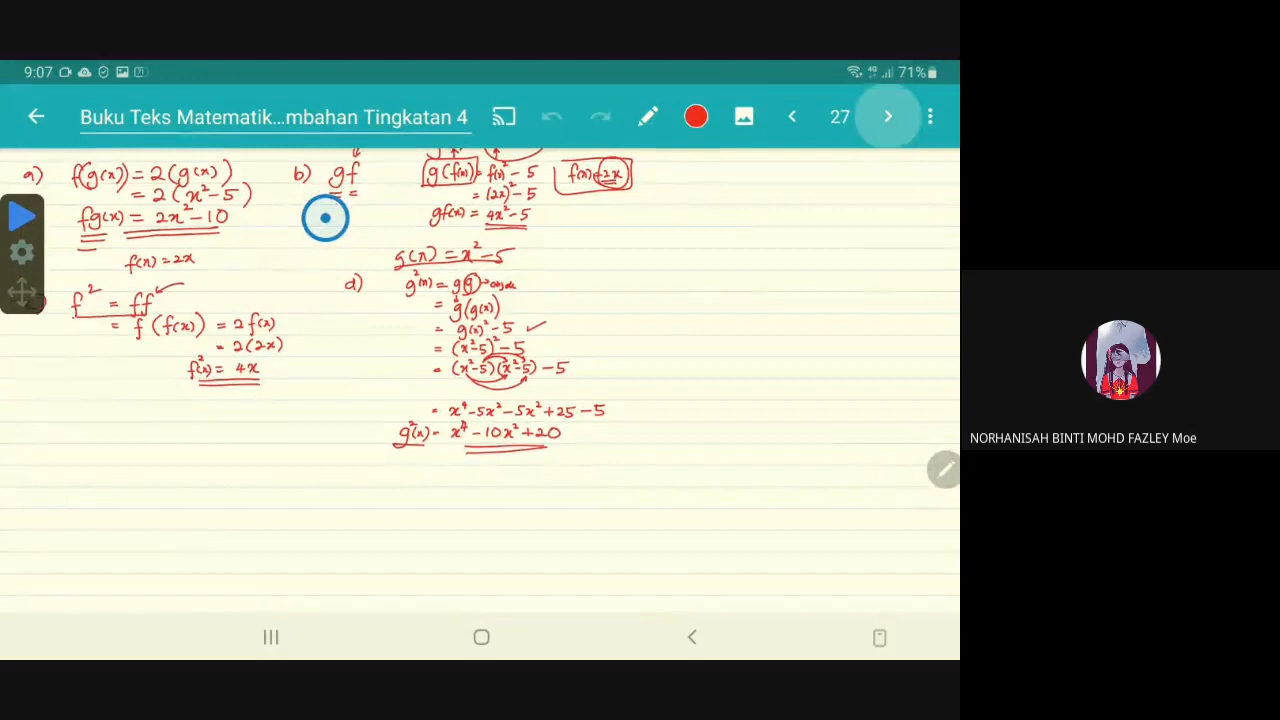 9:07 71%
Buku Teks Matematik...mbahan Tingkatan 4 27
a) f(g(x)) = 2(g(x))
= 2(x²-5)
fg(x) = 2x²-10
f(x) = 2x
b) gf
g(f(x)) = f(x)² - 5
= (2x)² - 5
gf(x) = 4x²-5
f(x) = 2x
f² = ff
= f(f(x)) = 2f(x)
= 2(2x)
f²(x) = 4x
g(x) = x²-5
d) g²(x) = gg
= g(g(x))
= g(x)² - 5 ✓
= (x²-5)² - 5
= (x²-5)(x²-5) - 5
= x⁴ - 5x² - 5x² + 25 - 5
g²(x) = x⁴ - 10x² + 20
NORHANISAH BINTI MOHD FAZLEY Moe